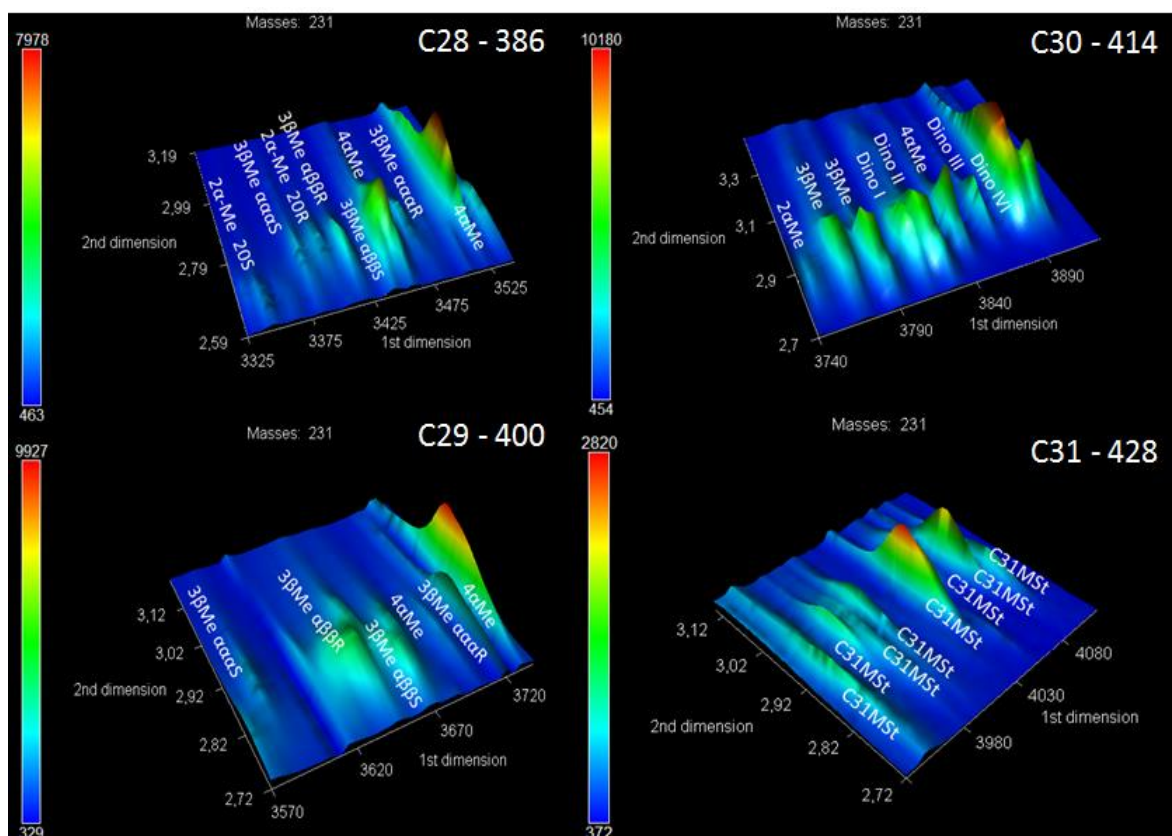 Masses: 231
C28 - 386
7978
463
2α-Me 20S
3βMe αααS
2α-Me 20R
3βMe αββR
4αMe
3βMe αββS
3βMe αααR
4αMe
3,19
2,99
2,79
2,59
2nd dimension
3325
3375
3425
3475
3525
1st dimension
Masses: 231
C30 - 414
10180
454
2αMe
3βMe
3βMe
Dino I
Dino II
4αMe
Dino III
Dino IVI
3,3
3,1
2,9
2,7
2nd dimension
3740
3790
3840
3890
1st dimension
Masses: 231
C29 - 400
9927
329
3βMe αααS
3βMe αββR
3βMe αββS
4αMe
3βMe αααR
4αMe
3,12
3,02
2,92
2,82
2,72
2nd dimension
3570
3620
3670
3720
1st dimension
Masses: 231
C31 - 428
2820
372
C31MSt
C31MSt
C31MSt
C31MSt
C31MSt
C31MSt
C31MSt
C31MSt
3,12
3,02
2,92
2,82
2,72
2nd dimension
3980
4030
4080
1st dimension